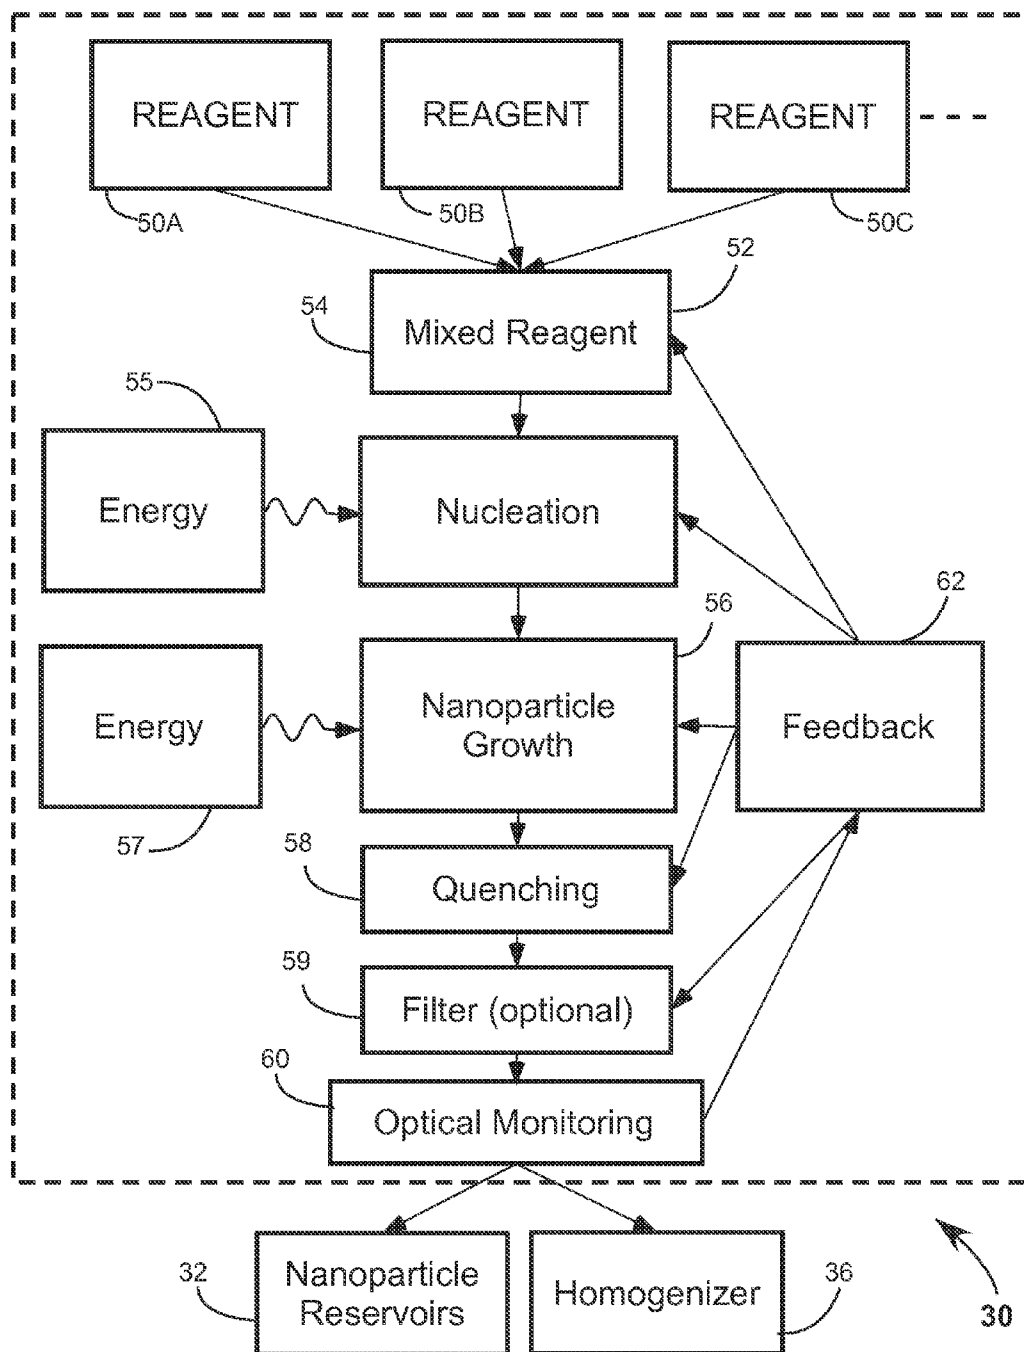 REAGENT
REAGENT
REAGENT
50A
50B
50C
52
54
Mixed Reagent
55
Energy
Nucleation
56
62
Energy
Nanoparticle
Growth
Feedback
57
58
Quenching
59
Filter (optional)
60
Optical Monitoring
32
Nanoparticle
Reservoirs
Homogenizer
36
30